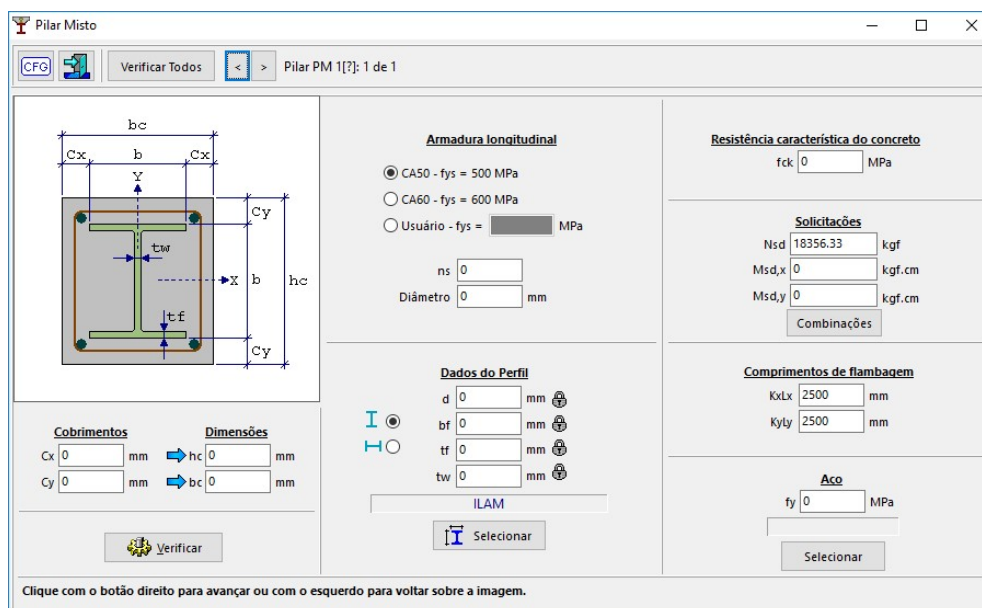 Pilar Misto
CFG
Verificar Todos
<
>
Pilar PM 1[?]: 1 de 1
bc
Cx
b
Cx
Y
Cy
tw
X
b
hc
tf
Cy
Cobrimentos
Dimensões
Cx 0 mm
hc 0 mm
Cy 0 mm
bc 0 mm
Verificar
Armadura longitudinal
CA50 - fys = 500 MPa
CA60 - fys = 600 MPa
Usuário - fys = MPa
ns 0
Diâmetro 0 mm
Dados do Perfil
d 0 mm
bf 0 mm
tf 0 mm
tw 0 mm
ILAM
Selecionar
Resistência característica do concreto
fck 0 MPa
Solicitações
Nsd 18356.33 kgf
Msd,x 0 kgf.cm
Msd,y 0 kgf.cm
Combinações
Comprimentos de flambagem
KxLx 2500 mm
KyLy 2500 mm
Aco
fy 0 MPa
Selecionar
Clique com o botão direito para avançar ou com o esquerdo para voltar sobre a imagem.